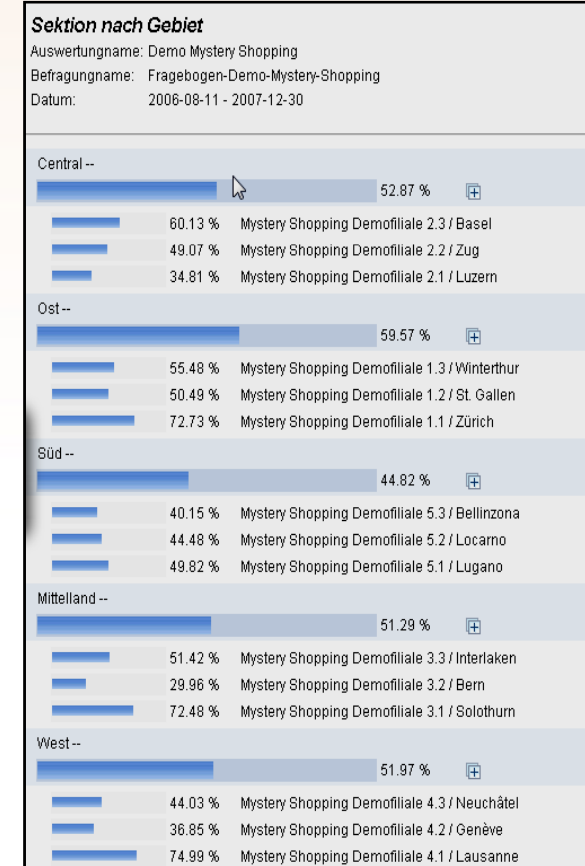 Sektion nach Gebiet
Auswertungname: Demo Mystery Shopping
Befragungname: Fragebogen-Demo-Mystery-Shopping
Datum: 2006-08-11 - 2007-12-30
Central --
52.87 %
60.13 % Mystery Shopping Demofiliale 2.3 / Basel
49.07 % Mystery Shopping Demofiliale 2.2 / Zug
34.81 % Mystery Shopping Demofiliale 2.1 / Luzern
Ost --
59.57 %
55.48 % Mystery Shopping Demofiliale 1.3 / Winterthur
50.49 % Mystery Shopping Demofiliale 1.2 / St. Gallen
72.73 % Mystery Shopping Demofiliale 1.1 / Zürich
Süd --
44.82 %
40.15 % Mystery Shopping Demofiliale 5.3 / Bellinzona
44.48 % Mystery Shopping Demofiliale 5.2 / Locarno
49.82 % Mystery Shopping Demofiliale 5.1 / Lugano
Mittelland --
51.29 %
51.42 % Mystery Shopping Demofiliale 3.3 / Interlaken
29.96 % Mystery Shopping Demofiliale 3.2 / Bern
72.48 % Mystery Shopping Demofiliale 3.1 / Solothurn
West --
51.97 %
44.03 % Mystery Shopping Demofiliale 4.3 / Neuchâtel
36.85 % Mystery Shopping Demofiliale 4.2 / Genève
74.99 % Mystery Shopping Demofiliale 4.1 / Lausanne